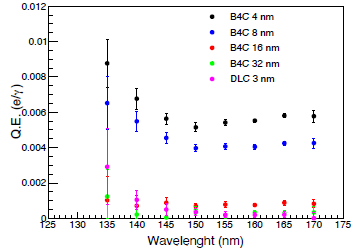 0.012
0.01
0.008
0.006
0.004
0.002
0
Q.E. (e/γ)
B4C 4 nm
B4C 8 nm
B4C 16 nm
B4C 32 nm
DLC 3 nm
125 130 135 140 145 150 155 160 165 170 175
Wavelenght (nm)